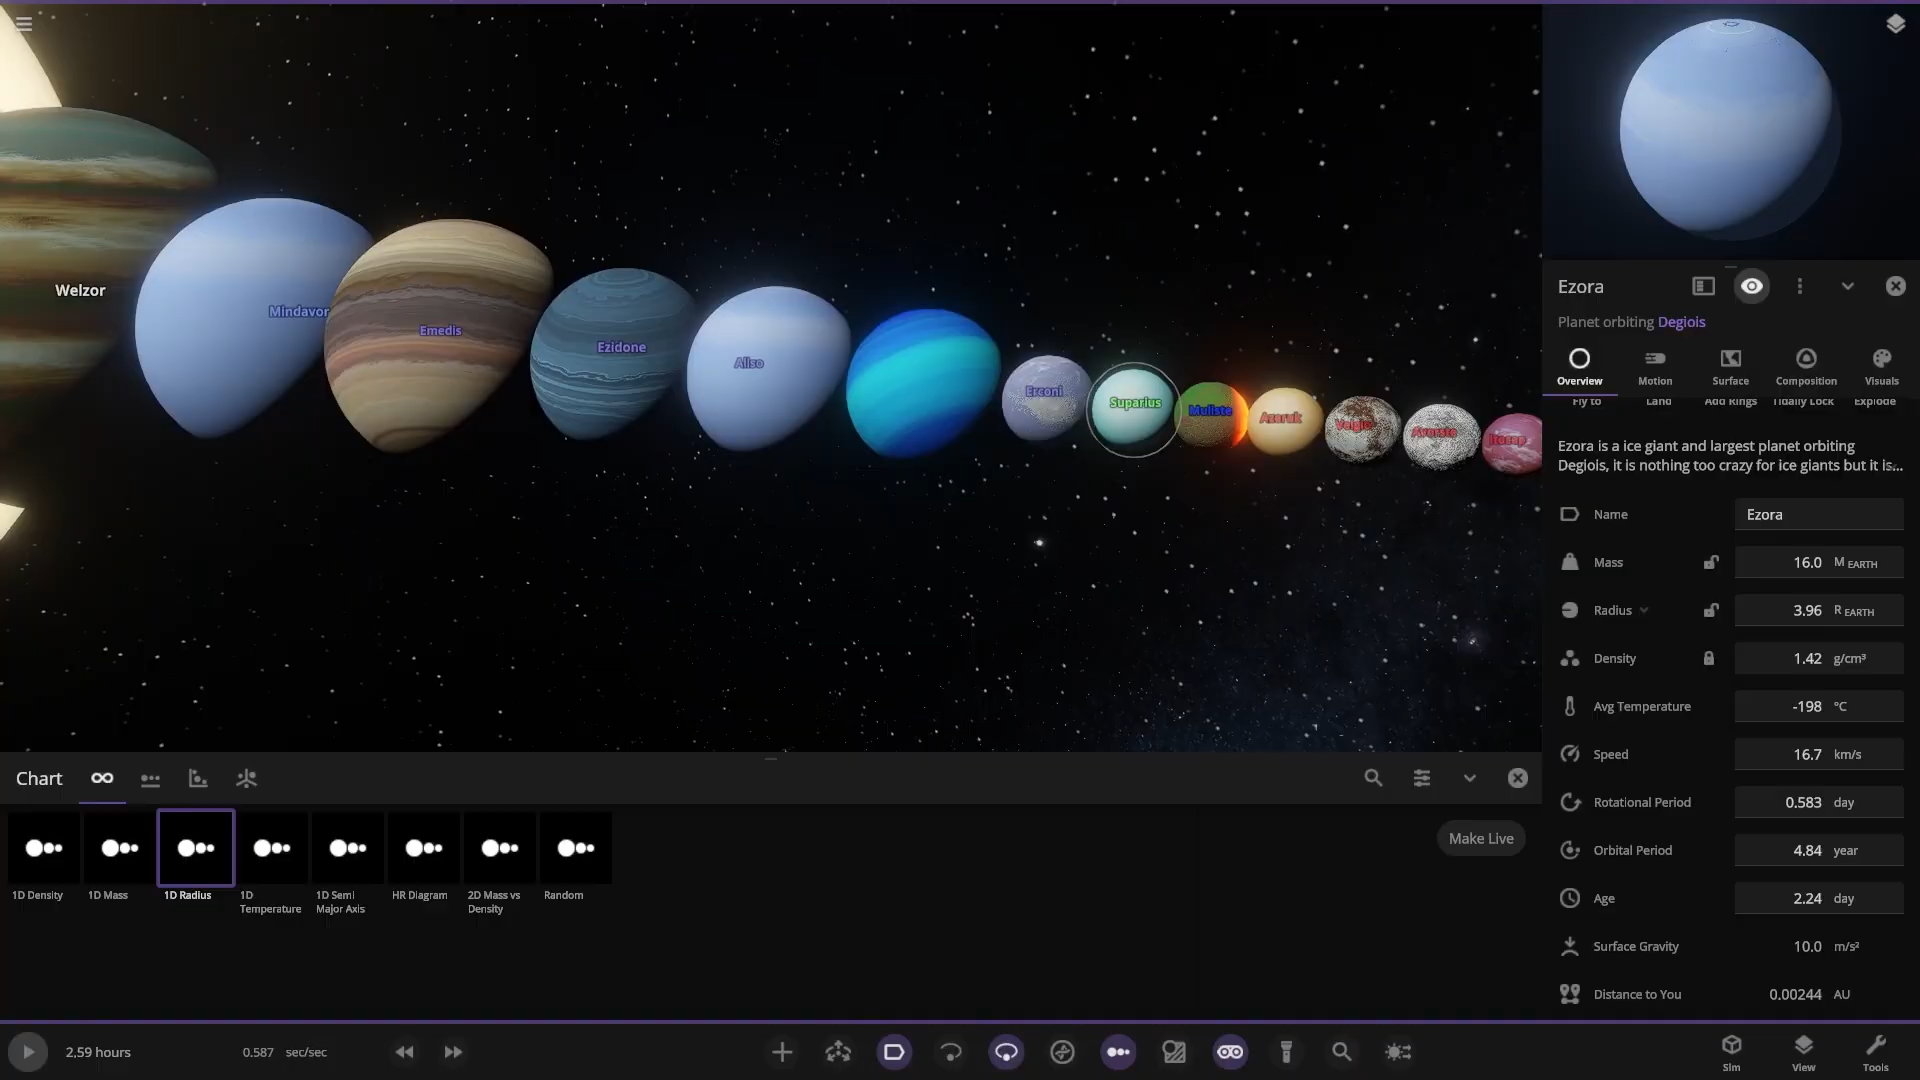 Welzor
Mindavor
Emedis
Ezidone
Erconi
Suparius
Muliste
Azoruk
Ezora
Planet orbiting Degiois
Overview
Motion
Surface
Composition
Visuals
Fly to
Land
Add Rings
Tidally Lock
Explode
Ezora is a ice giant and largest planet orbiting
Degiois, it is nothing too crazy for ice giants but it is...
Name Ezora
Mass 16.0 M EARTH
Radius 3.96 R EARTH
Density 1.42 g/cm³
Avg Temperature -198 °C
Speed 16.7 km/s
Rotational Period 0.583 day
Orbital Period 4.84 year
Age 2.24 day
Surface Gravity 10.0 m/s²
Distance to You 0.00244 AU
Chart
Make Live
1D Density
1D Mass
1D Radius
1D
Temperature
1D Semi
Major Axis
HR Diagram
2D Mass vs
Density
Random
2.59 hours
0.587 sec/sec
Sim
View
Tools